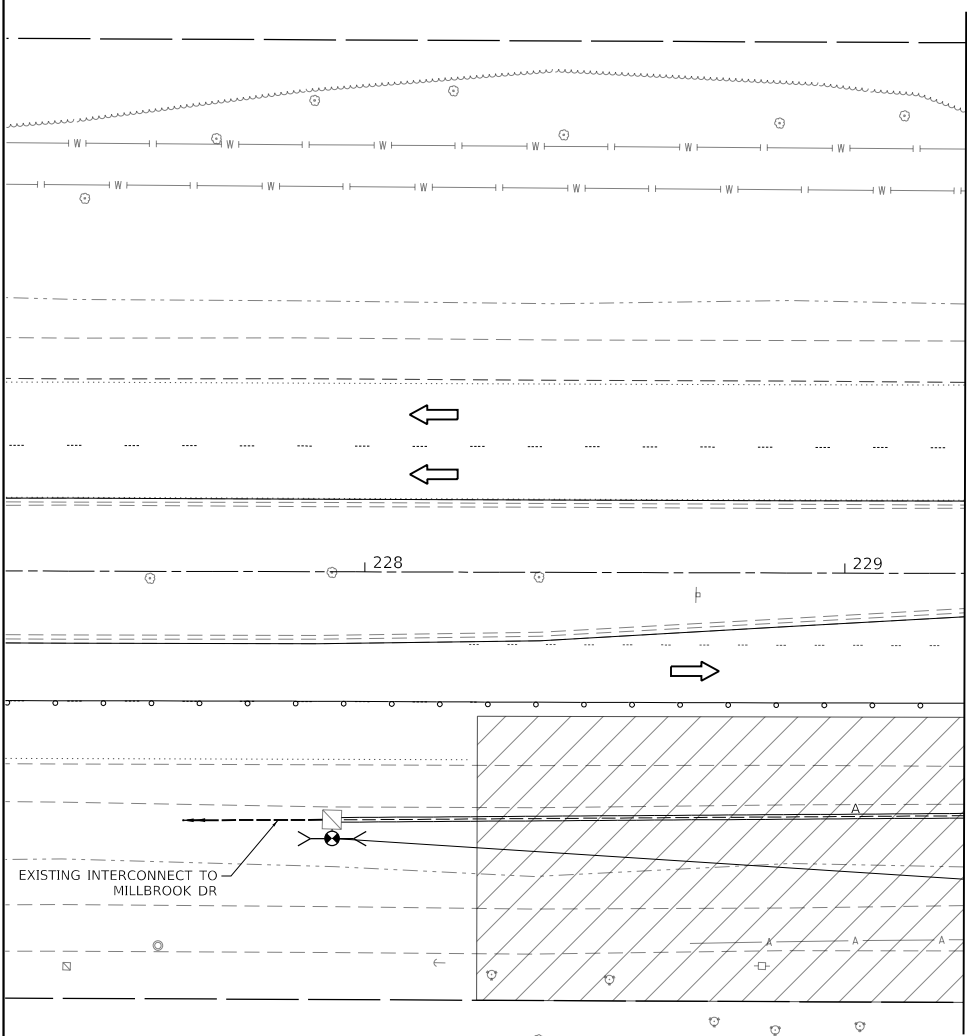 W W W W W W
W W W W W W
228 229
A
EXISTING INTERCONNECT TO
MILLBROOK DR
A A A